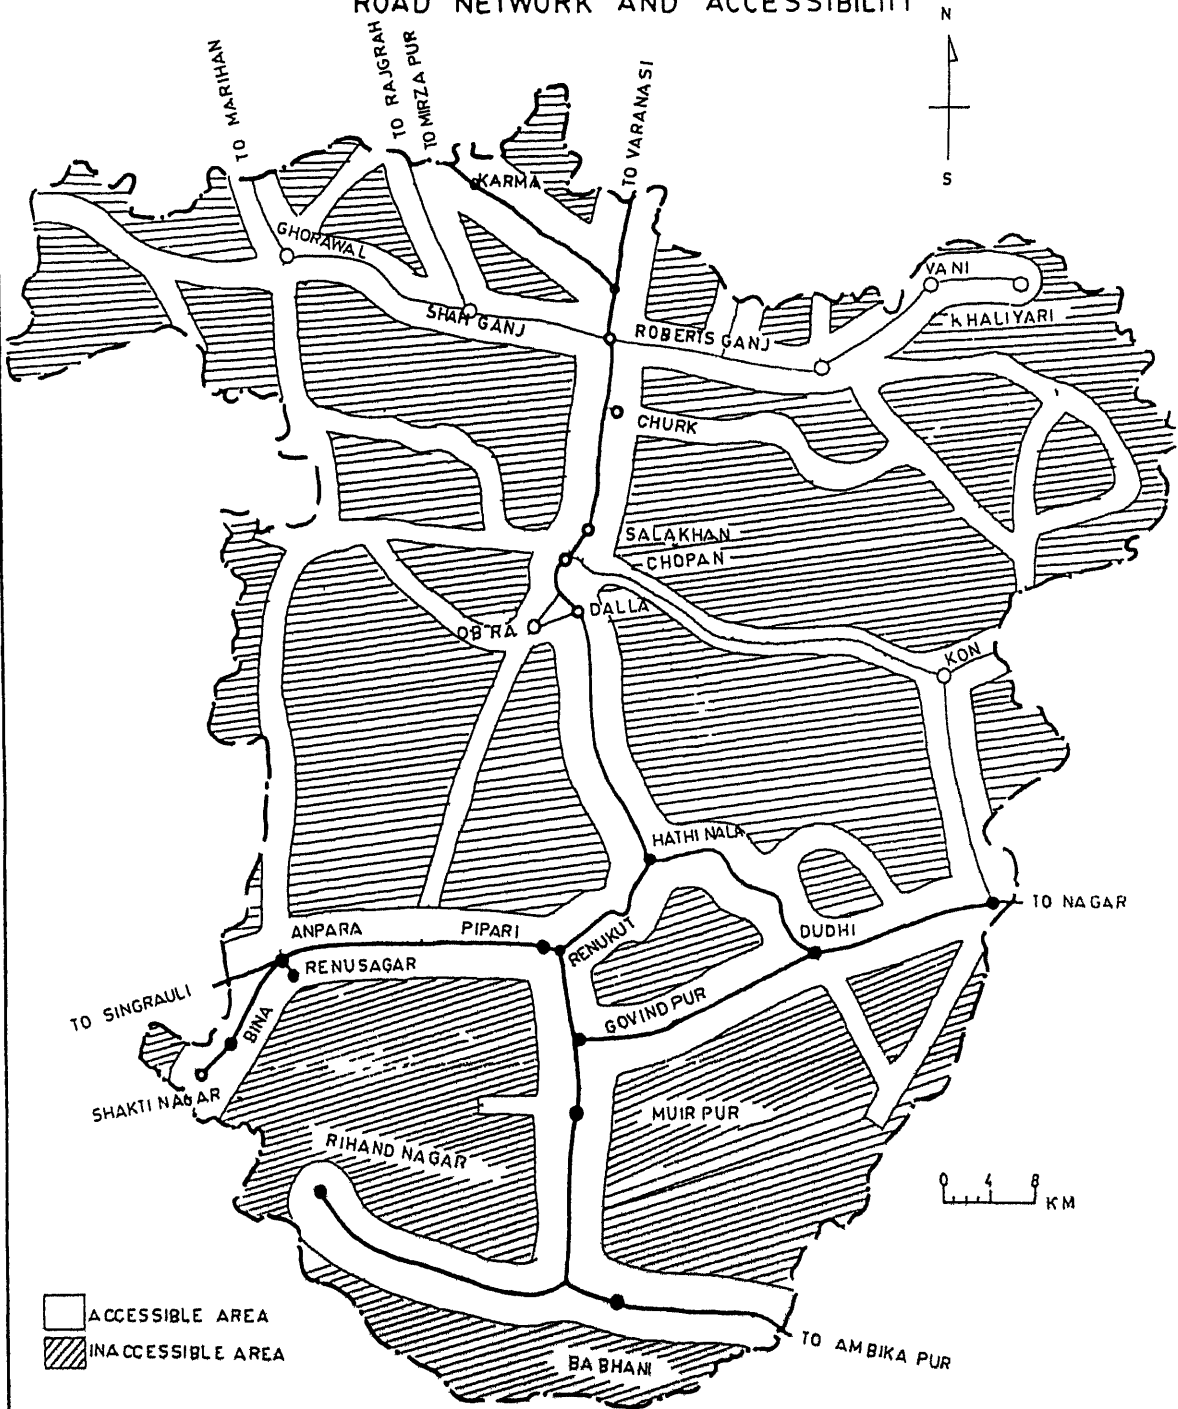 ROAD NETWORK AND ACCESSIBILITY
N
S
TO MARIHAN
TO RAJGRAH
TO MIRZA PUR
TO VARANASI
KARMA
GHORAWAL
SHAH GANJ
ROBERTS GANJ
VANI
KHALIYARI
CHURK
SALAKHAN
CHOPAN
DALLA
OBRA
KON
HATHI NALA
TO NAGAR
ANPARA
PIPARI
RENUKUT
DUDHI
RENUSAGAR
TO SINGRAULI
BINA
GOVIND PUR
SHAKTI NAGAR
MUIR PUR
RIHAND NAGAR
0 4 8
KM
ACCESSIBLE AREA
INACCESSIBLE AREA
BABHANI
TO AMBIKA PUR